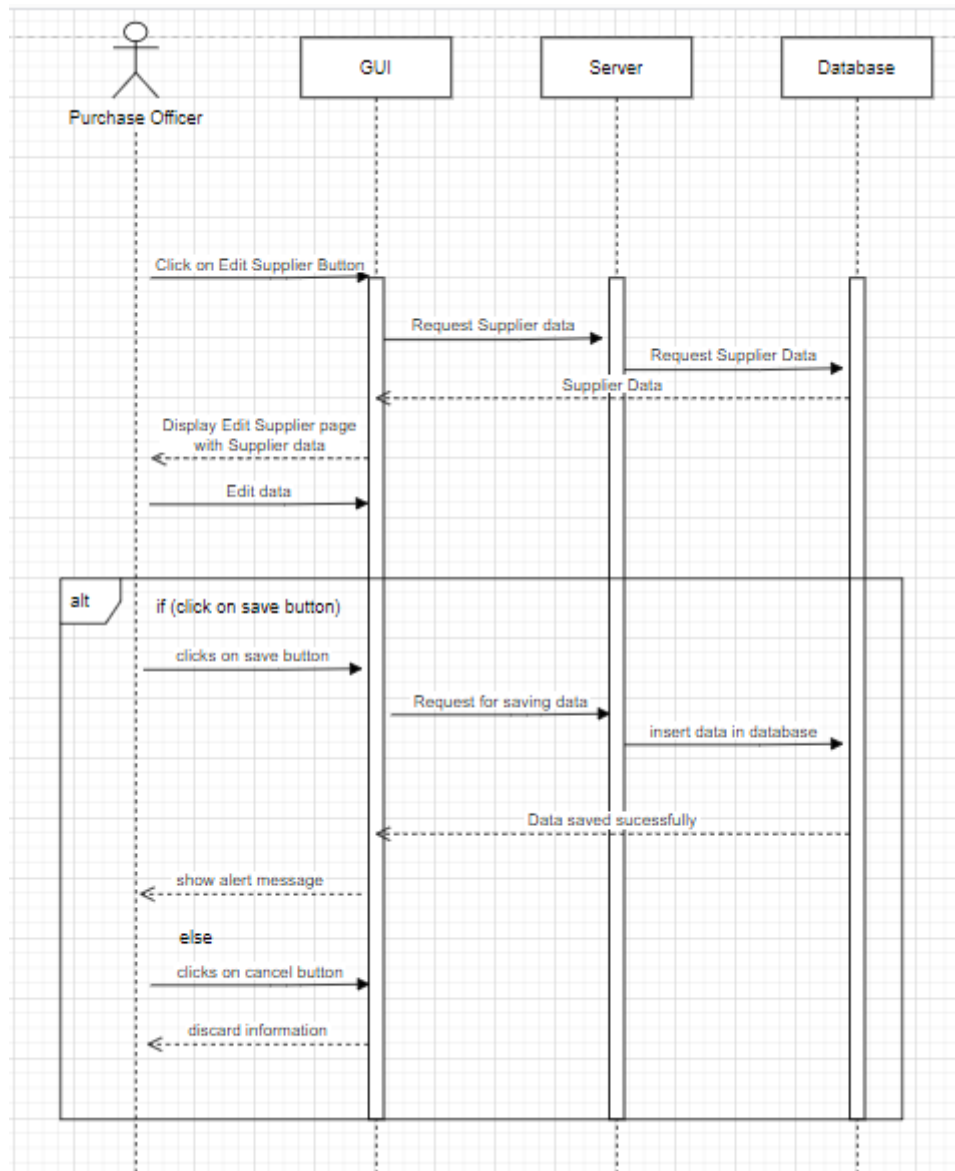 GUI
Server
Database
Purchase Officer
Click on Edit Supplier Button
Request Supplier data
Request Supplier Data
Supplier Data
Display Edit Supplier page
with Supplier data
Edit data
alt
if (click on save button)
clicks on save button
Request for saving data
insert data in database
Data saved sucessfully
show alert message
else
clicks on cancel button
discard information